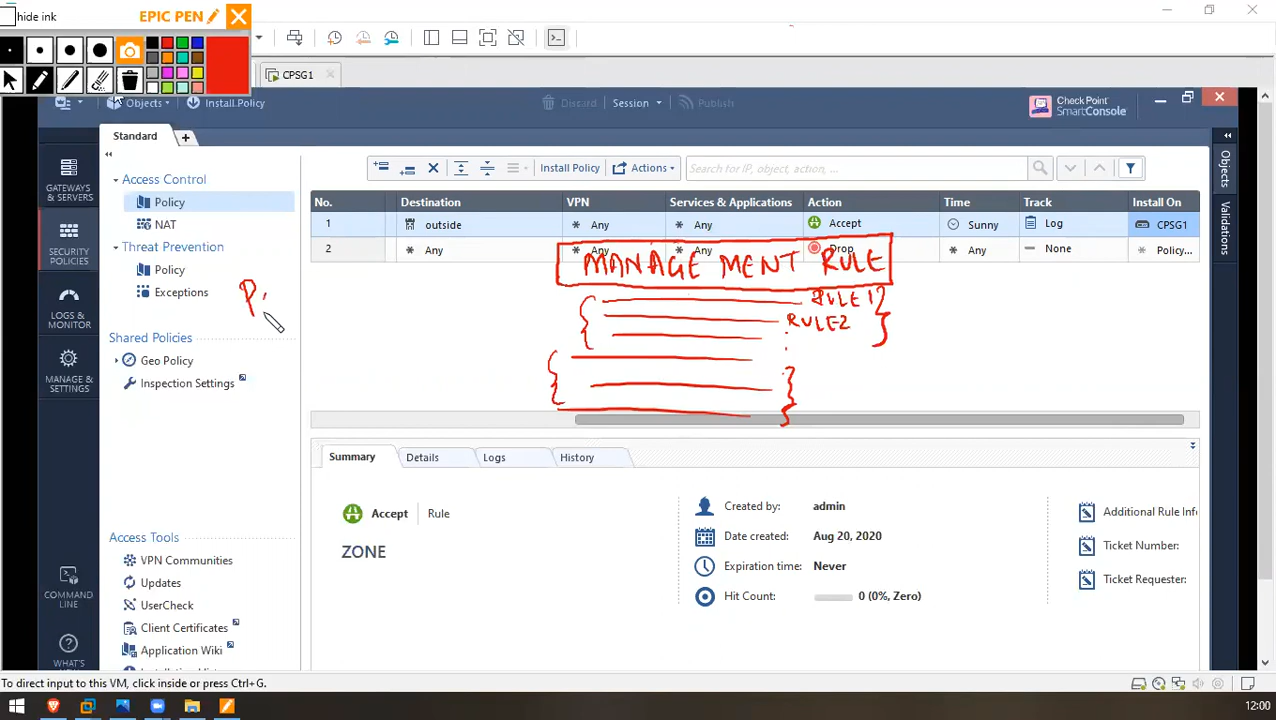 hide ink
EPIC PEN
CPSG1
Objects
Install Policy
Discard
Session
Publish
Check Point
SmartConsole
Standard
GATEWAYS
& SERVERS
SECURITY
POLICIES
LOGS &
MONITOR
MANAGE &
SETTINGS
COMMAND
LINE
WHAT'S
Access Control
Policy
NAT
Threat Prevention
Policy
Exceptions
Shared Policies
Geo Policy
Inspection Settings
Access Tools
VPN Communities
Updates
UserCheck
Client Certificates
Application Wiki
P.
Install Policy
Actions
Search for IP, object, action, ...
No. Destination VPN Services & Applications Action Time Track Install On
1 outside Any Any Accept Sunny Log CPSG1
2 Any Any Any Drop Any None Policy...
MANAGEMENT RULE
RULE 1
RULE2
Summary Details Logs History
Accept Rule
ZONE
Created by: admin
Date created: Aug 20, 2020
Expiration time: Never
Hit Count: 0 (0%, Zero)
Additional Rule Inf
Ticket Number:
Ticket Requester:
Objects
Validations
To direct input to this VM, click inside or press Ctrl+G.
12:00